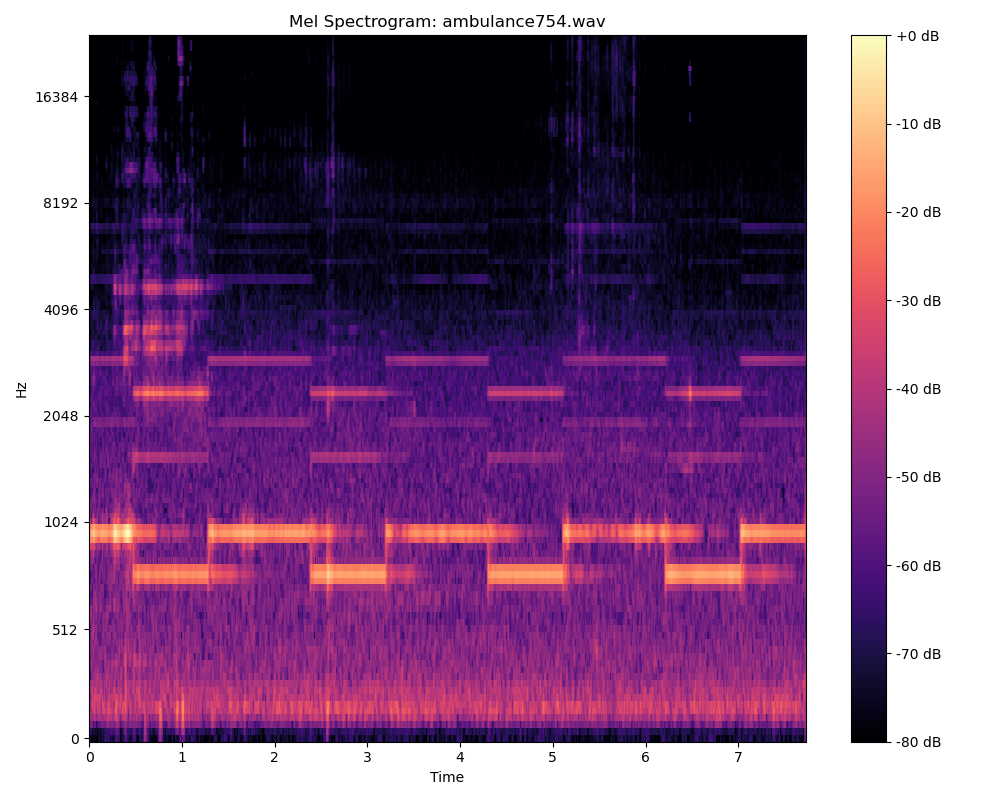 Mel Spectrogram: ambulance754.wav
+0 dB
16384
-10 dB
-20 dB
8192
-30 dB
4096
Hz
-40 dB
2048
-50 dB
1024
-60 dB
512
-70 dB
0
-80 dB
0 1 2 3 4 5 6 7
Time